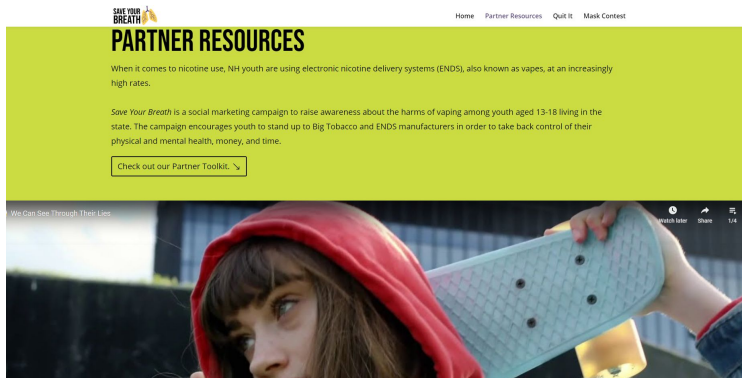 SAVE YOUR
BREATH
Home Partner Resources Quit It Mask Contest
PARTNER RESOURCES
When it comes to nicotine use, NH youth are using electronic nicotine delivery systems (ENDS), also known as vapes, at an increasingly
high rates.
Save Your Breath is a social marketing campaign to raise awareness about the harms of vaping among youth aged 13-18 living in the
state. The campaign encourages youth to stand up to Big Tobacco and ENDS manufacturers in order to take back control of their
physical and mental health, money, and time.
Check out our Partner Toolkit. ↘
We Can See Through Their Lies
Watch later Share 1/4